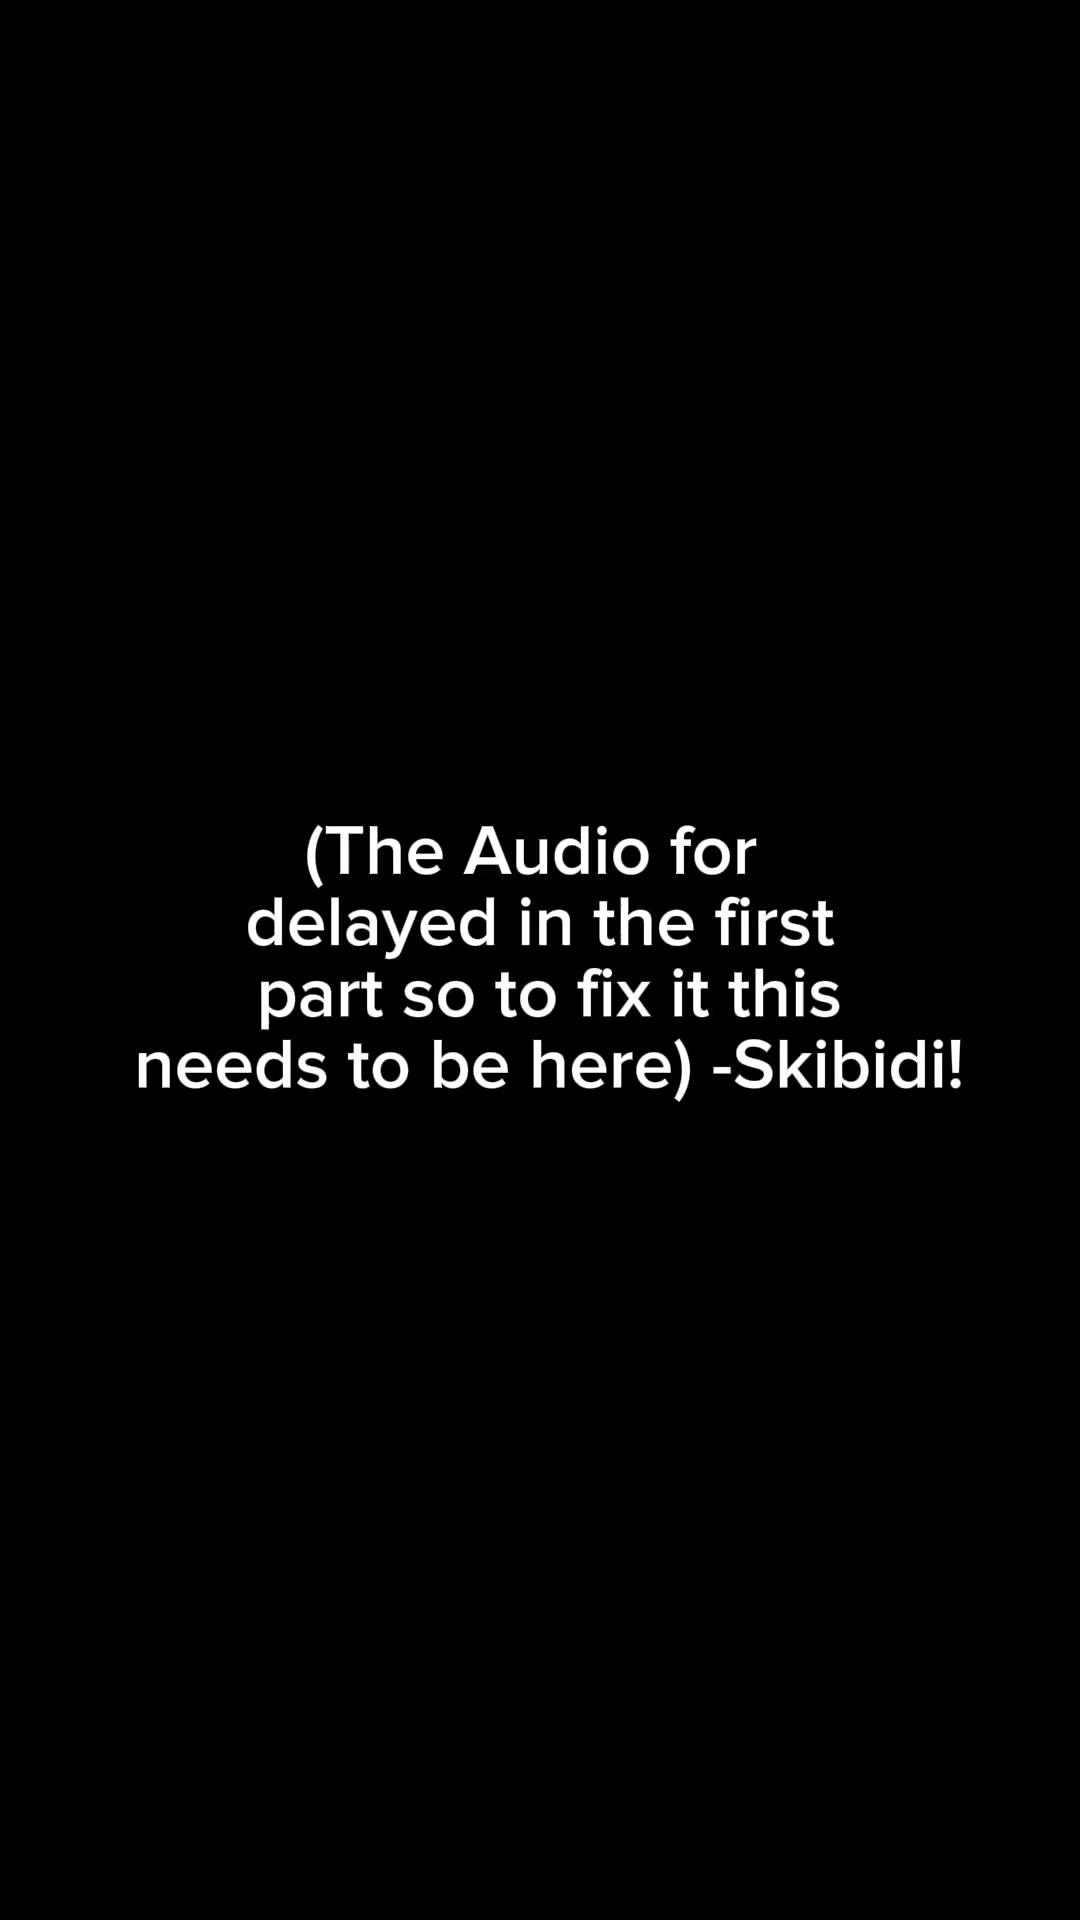 (The Audio for
delayed in the first
part so to fix it this
needs to be here) -Skibidi!